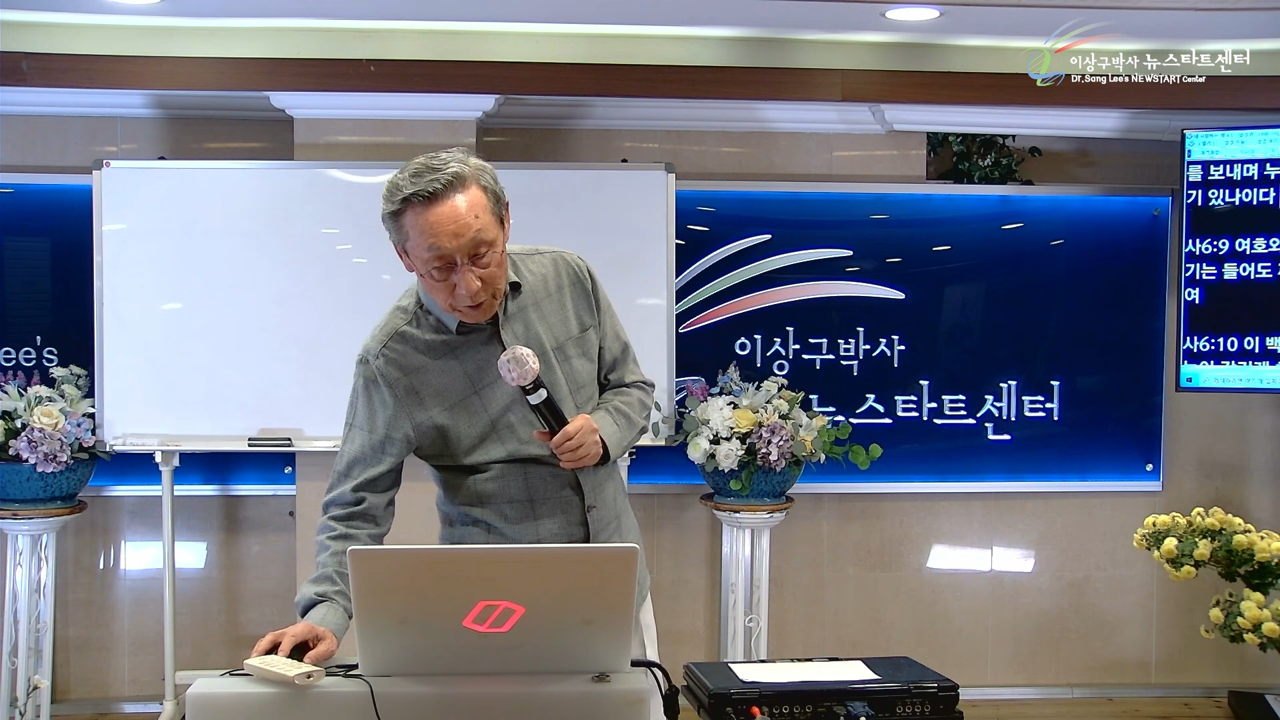 이상구박사 뉴스타트센터
Dr. Sang Lee's NEWSTART Center
를 보내며 누
기 있나이다
사6:9 여호와
기는 들어도
여
사6:10 이 백
ee's
이상구박사
뉴스타트센터